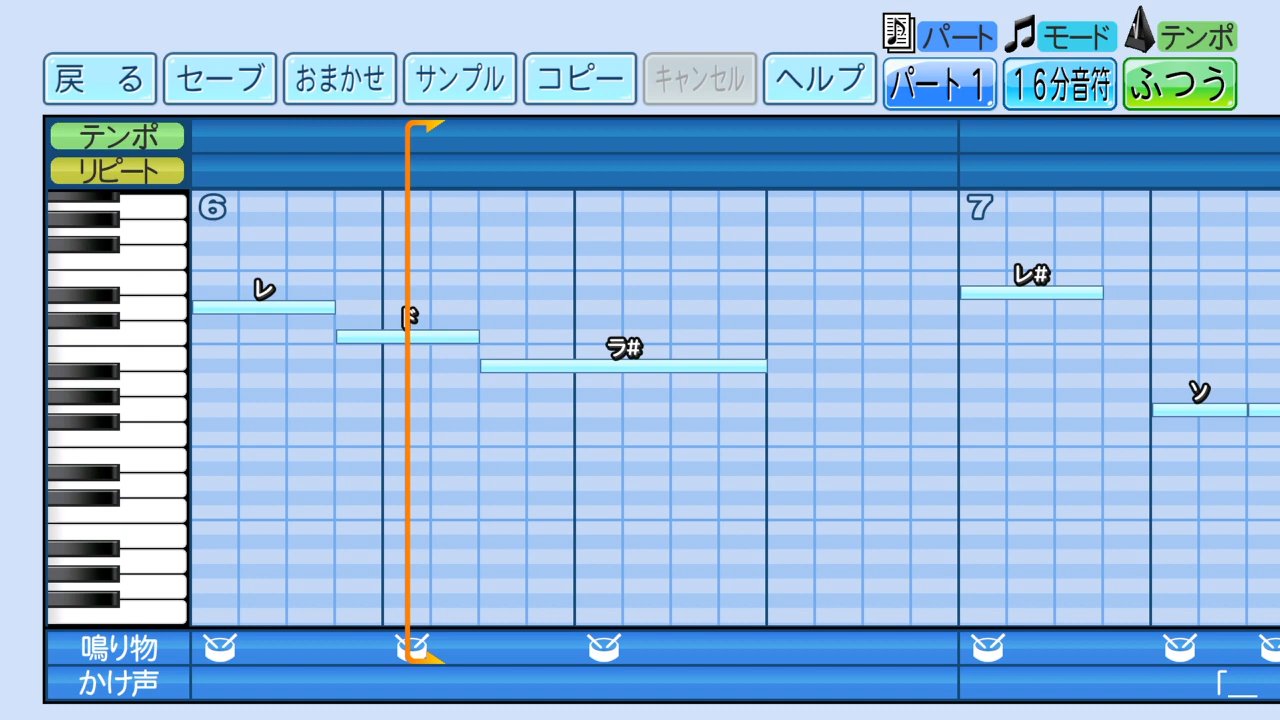 パート モード テンポ
戻る セーブ おまかせ サンプル コピー キャンセル ヘルプ パート1 16分音符 ふつう
テンポ
リピート
6 7
レ#
レ
ド
ラ#
ソ
鳴り物
かけ声
「__